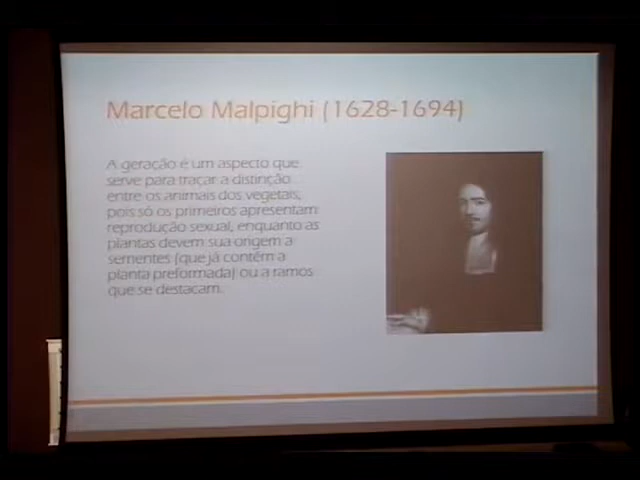 Marcelo Malpighi (1628-1694)
A geração é um aspecto que
serve para traçar a distinção
entre os animais dos vegetais,
pois só os primeiros apresentam
reprodução sexual, enquanto as
plantas devem sua origem a
sementes (que já contêm a
planta preformada) ou a ramos
que se destacam.